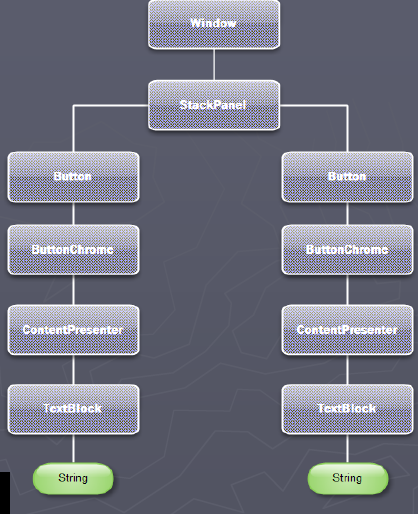 Window
StackPanel
Button
Button
ButtonChrome
ButtonChrome
ContentPresenter
ContentPresenter
TextBlock
TextBlock
String
String